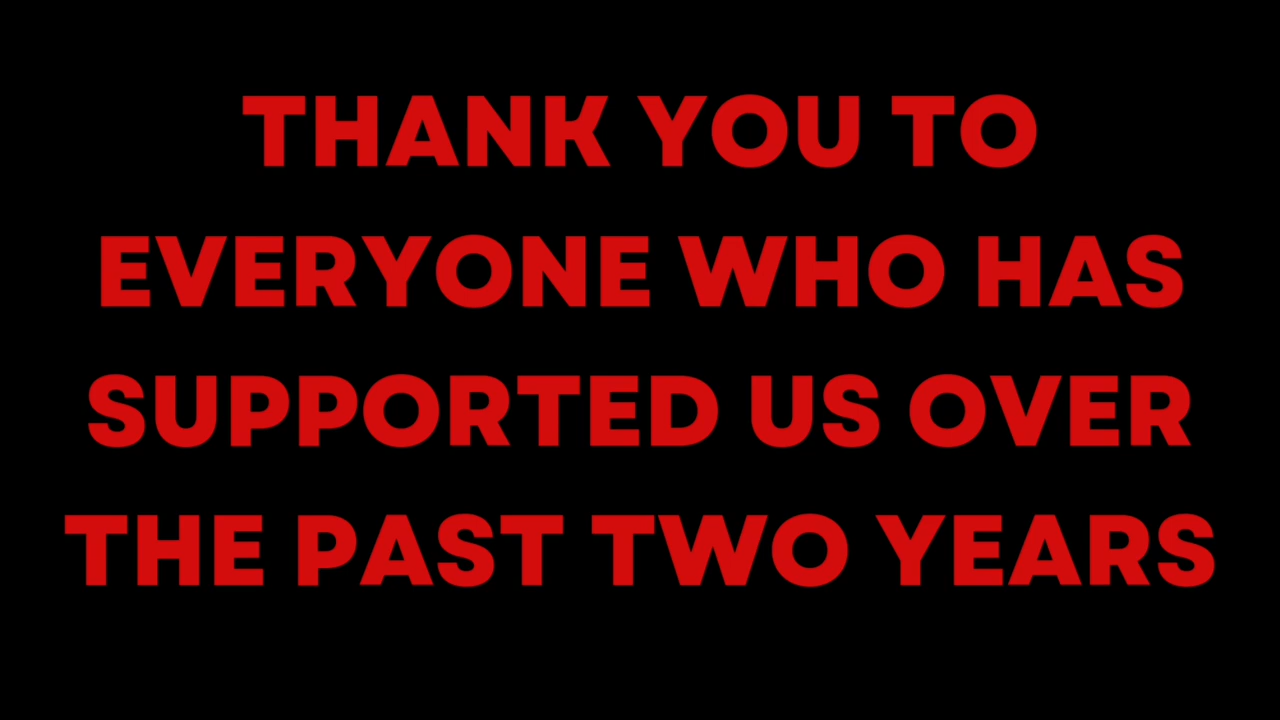 THANK YOU TO
EVERYONE WHO HAS
SUPPORTED US OVER
THE PAST TWO YEARS